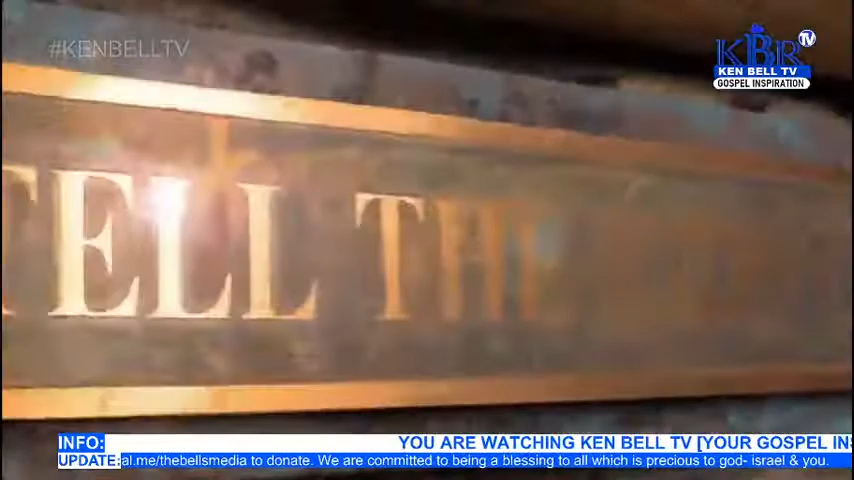 #KENBELLTV
KBR TV
KEN BELL TV
GOSPEL INSPIRATION
TELL TH
INFO: YOU ARE WATCHING KEN BELL TV [YOUR GOSPEL INS
UPDATE: al.me/thebellsmedia to donate. We are committed to being a blessing to all which is precious to god- israel & you.